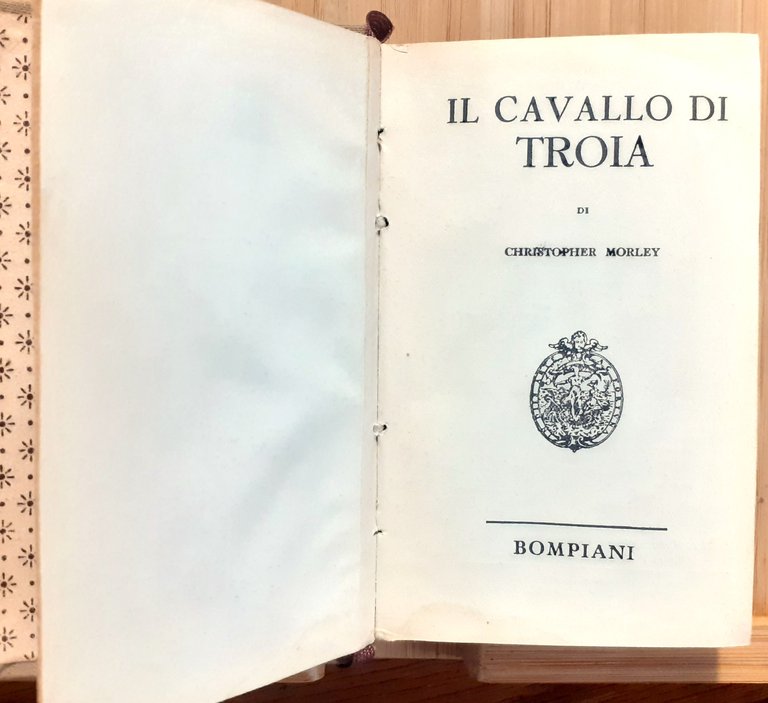 IL CAVALLO DI
TROIA
DI
CHRISTOPHER MORLEY
BOMPIANI